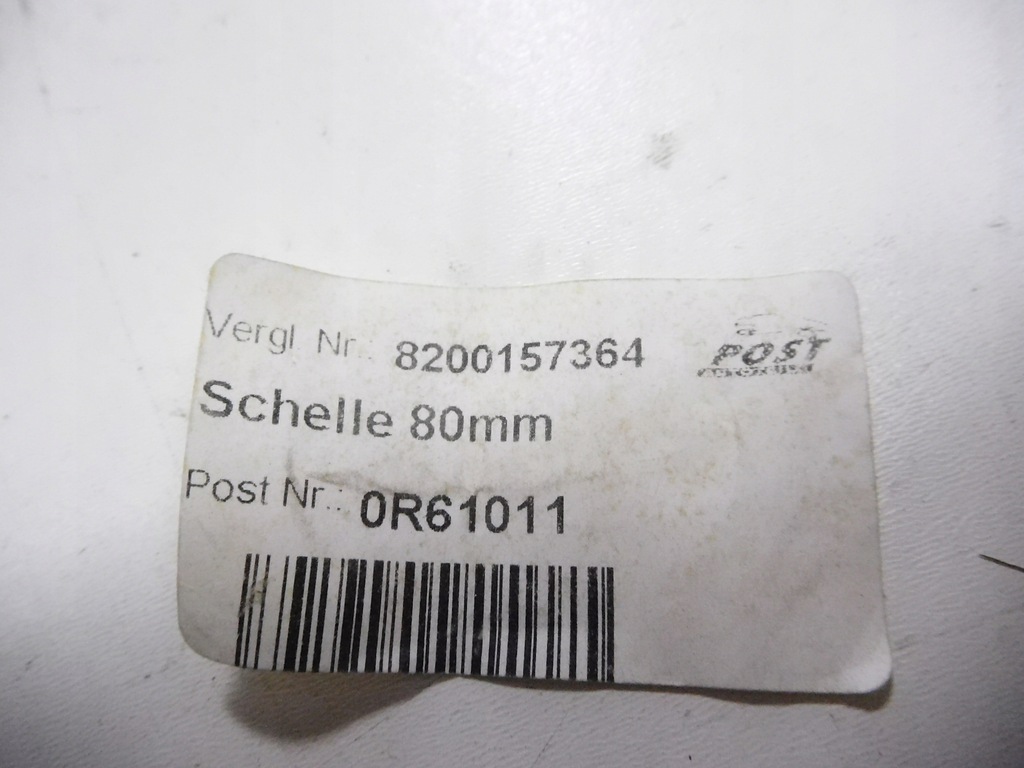 Vergl. Nr.: 8200157364
POST
Schelle 80mm
Post Nr.: 0R61011